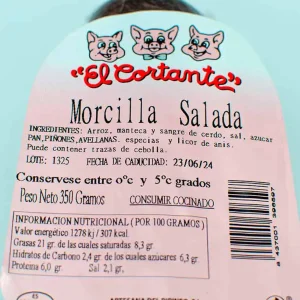 "El Cortante"
Morcilla Salada
INGREDIENTES: Arroz, manteca y sangre de cerdo, sal, azucar
PAN, PIÑONES, AVELLANAS. especias y licor de anis.
Puede contener trazas de cebolla.
LOTE: 1325 FECHA DE CADUCIDAD: 23/06/24
Conservese entre 0ºc y 5ºc grados
Peso Neto 350 Gramos CONSUMIR COCINADO
INFORMACION NUTRICIONAL (POR 100 GRAMOS)
Valor energético 1278 kj/ 307 kcal
Grasas 21 gr. de las cuales saturadas 8,3 gr
Hidratos de Carbono 2,4 gr. de los cuales azucares 6,3 gr
Proteina 6,0 gr. Sal 2,1 gr.